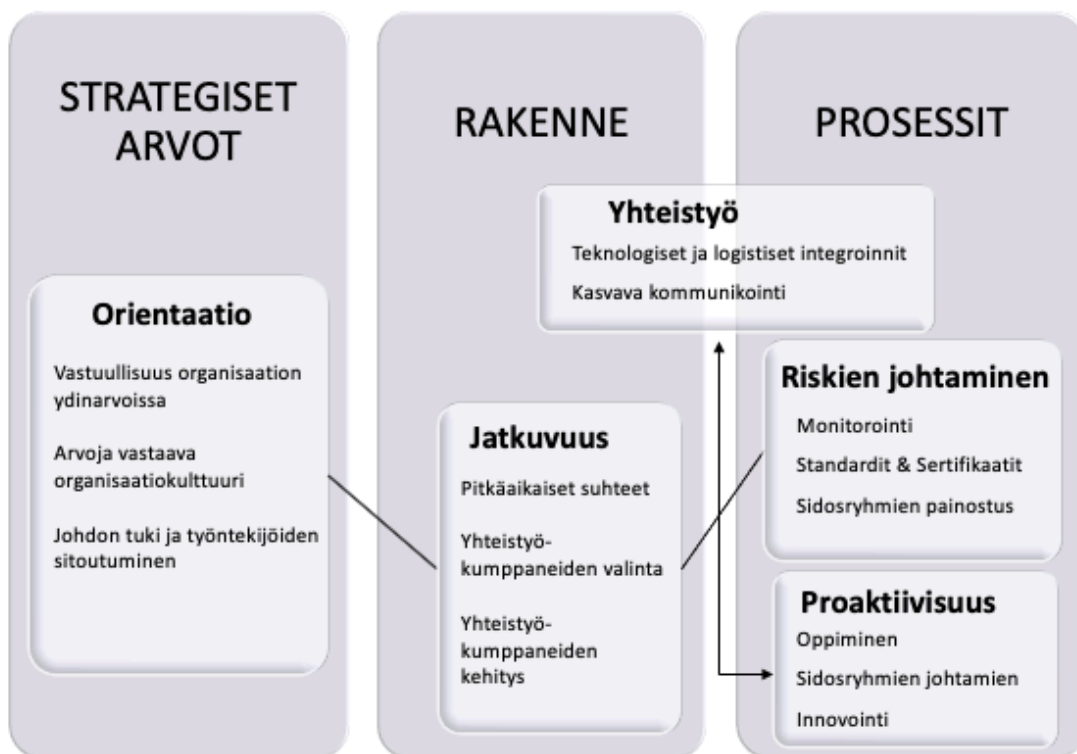 STRATEGISET
ARVOT
Orientaatio
Vastuullisuus organisaation
ydinarvoissa
Arvoja vastaava
organisaatiokulttuuri
Johdon tuki ja työntekijöiden
sitoutuminen
RAKENNE
Yhteistyö
Teknologiset ja logistiset integroinnit
Kasvava kommunikointi
Jatkuvuus
Pitkäaikaiset suhteet
Yhteistyö-
kumppaneiden valinta
Yhteistyö-
kumppaneiden
kehitys
PROSESSIT
Riskien johtaminen
Monitorointi
Standardit & Sertifikaatit
Sidosryhmien painostus
Proaktiivisuus
Oppiminen
Sidosryhmien johtamien
Innovointi